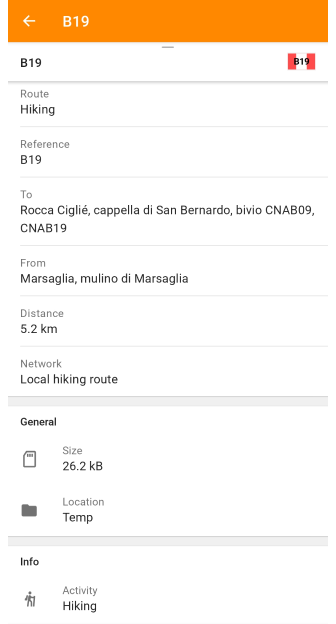 B19
B19
B19
Route
Hiking
Reference
B19
To
Rocca Ciglié, cappella di San Bernardo, bivio CNAB09,
CNAB19
From
Marsaglia, mulino di Marsaglia
Distance
5.2 km
Network
Local hiking route
General
Size
26.2 kB
Location
Temp
Info
Activity
Hiking